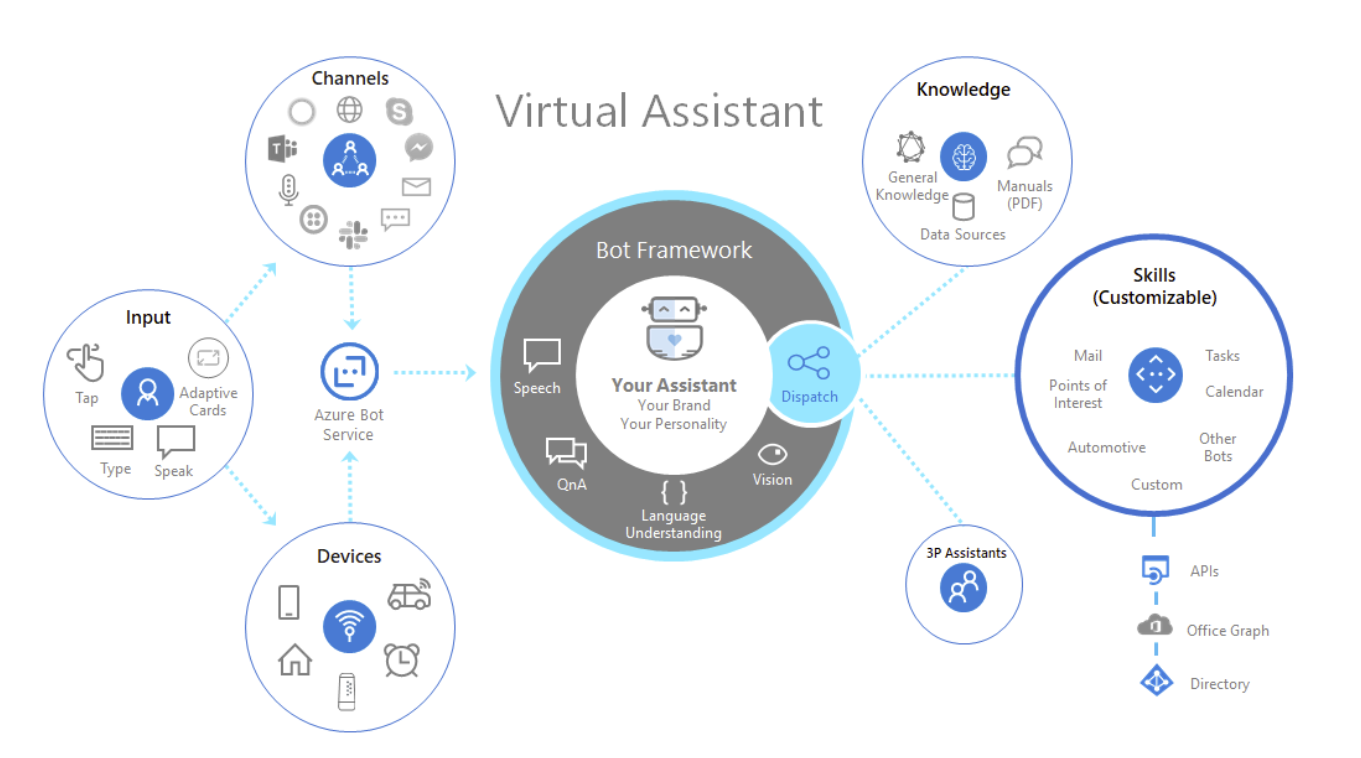 Virtual Assistant
Channels
T
S
Input
Tap
Adaptive
Cards
Type
Speak
Azure Bot
Service
Devices
Bot Framework
Your Assistant
Your Brand
Your Personality
Speech
QnA
{ }
Language
Understanding
Vision
Dispatch
Knowledge
General
Knowledge
Manuals
(PDF)
Data Sources
Skills
(Customizable)
Mail
Tasks
Points of
Interest
Calendar
Automotive
Other
Bots
Custom
3P Assistants
APIs
Office Graph
Directory